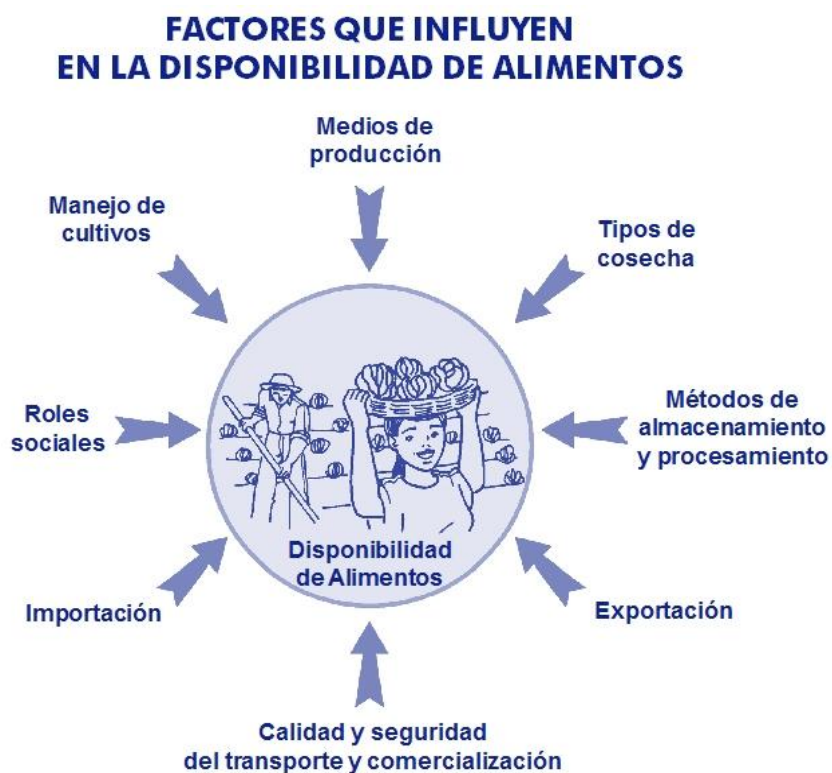 FACTORES QUE INFLUYEN
EN LA DISPONIBILIDAD DE ALIMENTOS
Medios de
producción
Manejo de
cultivos
Tipos de
cosecha
Roles
sociales
Métodos de
almacenamiento
y procesamiento
Disponibilidad
de Alimentos
Importación
Exportación
Calidad y seguridad
del transporte y comercialización